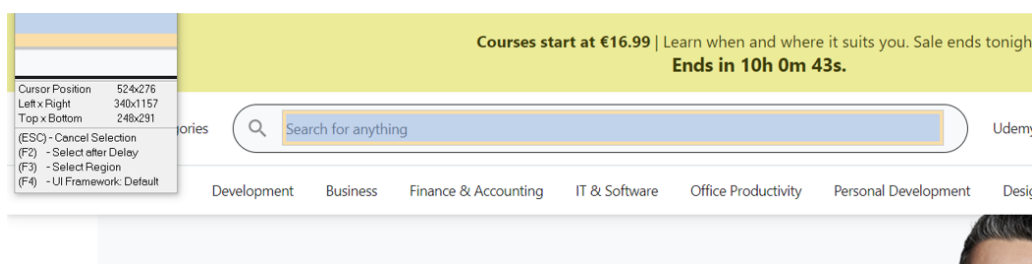 Courses start at €16.99 | Learn when and where it suits you. Sale ends tonigh
Ends in 10h 0m 43s.
Cursor Position 524x276
Left x Right 340x1157
Top x Bottom 248x291
(ESC) - Cancel Selection
(F2) - Select after Delay
(F3) - Select Region
(F4) - UI Framework: Default
ories
Search for anything
Udemy
Development Business Finance & Accounting IT & Software Office Productivity Personal Development Desig